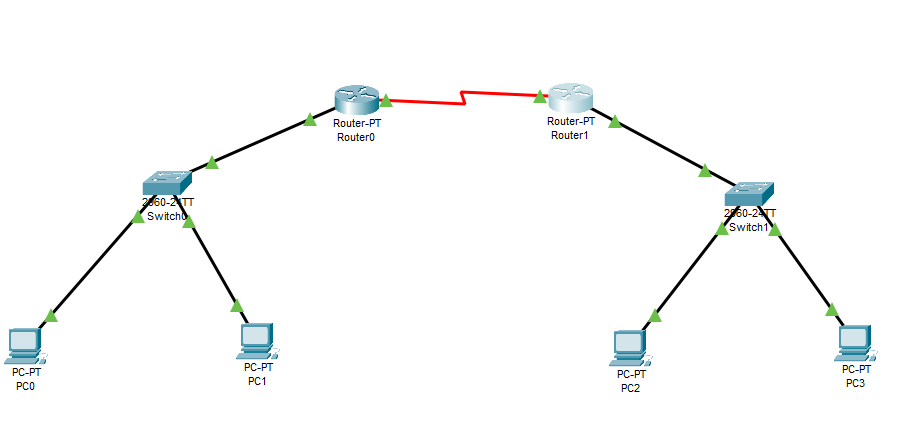 Router-PT
Router0
Router-PT
Router1
2960-24TT
Switch0
2960-24TT
Switch1
PC-PT
PC0
PC-PT
PC1
PC-PT
PC2
PC-PT
PC3